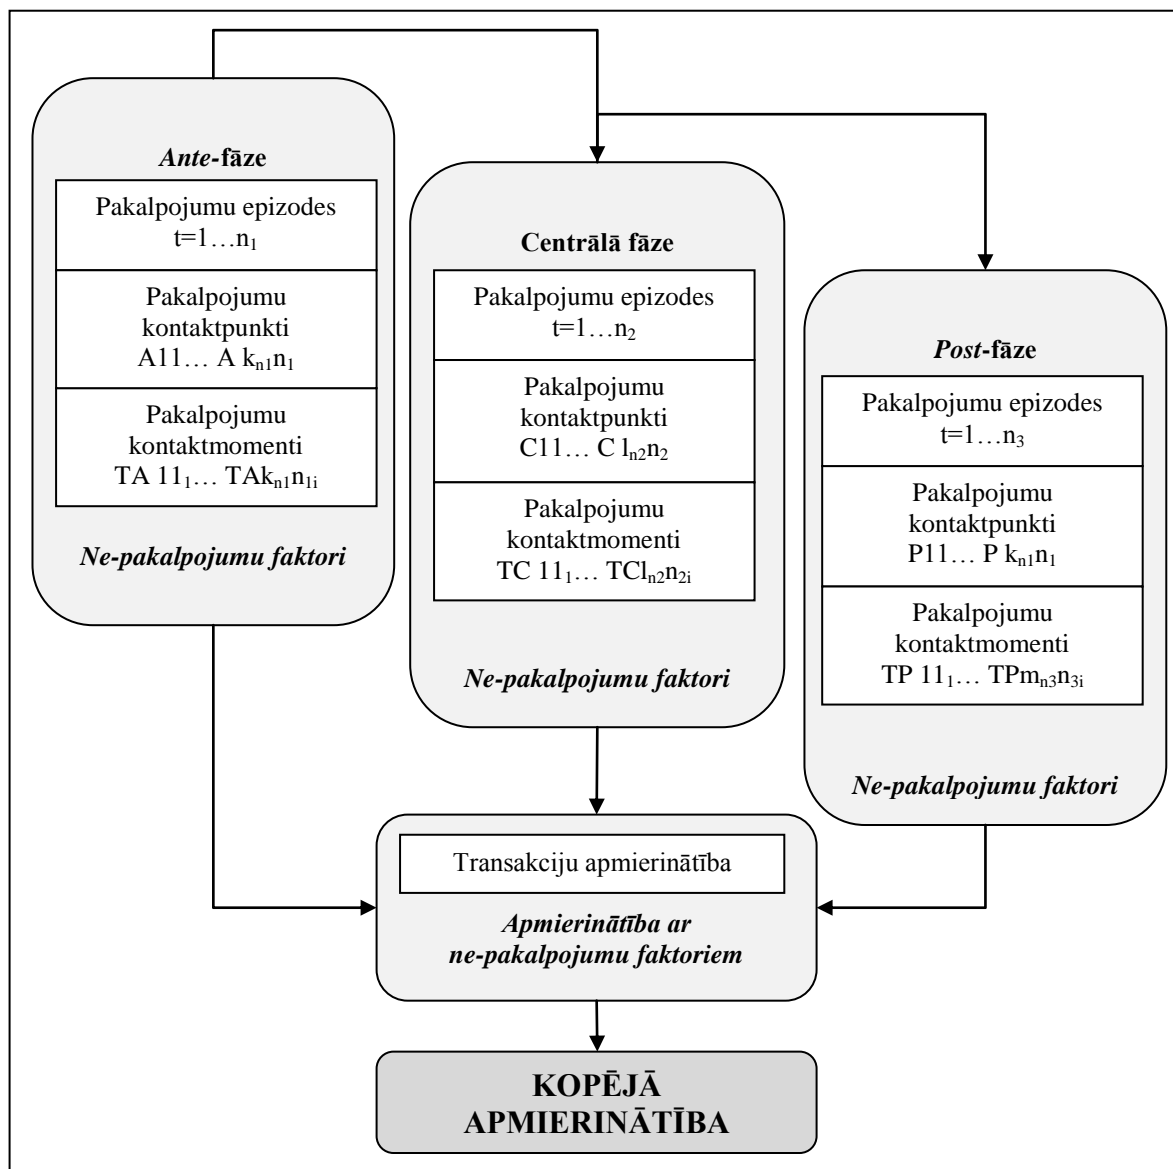 Ante-fāze
Pakalpojumu epizodes
t=1…n₁
Pakalpojumu
kontaktpunkti
A11… A kₙ₁n₁
Pakalpojumu
kontaktmomenti
TA 11₁… TAkₙ₁n₁ᵢ
Ne-pakalpojumu faktori
Centrālā fāze
Pakalpojumu epizodes
t=1…n₂
Pakalpojumu
kontaktpunkti
C11… C lₙ₂n₂
Pakalpojumu
kontaktmomenti
TC 11₁… TClₙ₂n₂ᵢ
Ne-pakalpojumu faktori
Post-fāze
Pakalpojumu epizodes
t=1…n₃
Pakalpojumu
kontaktpunkti
P11… P kₙ₁n₁
Pakalpojumu
kontaktmomenti
TP 11₁… TPmₙ₃n₃ᵢ
Ne-pakalpojumu faktori
Transakciju apmierinātība
Apmierinātība ar
ne-pakalpojumu faktoriem
KOPĒJĀ
APMIERINĀTĪBA